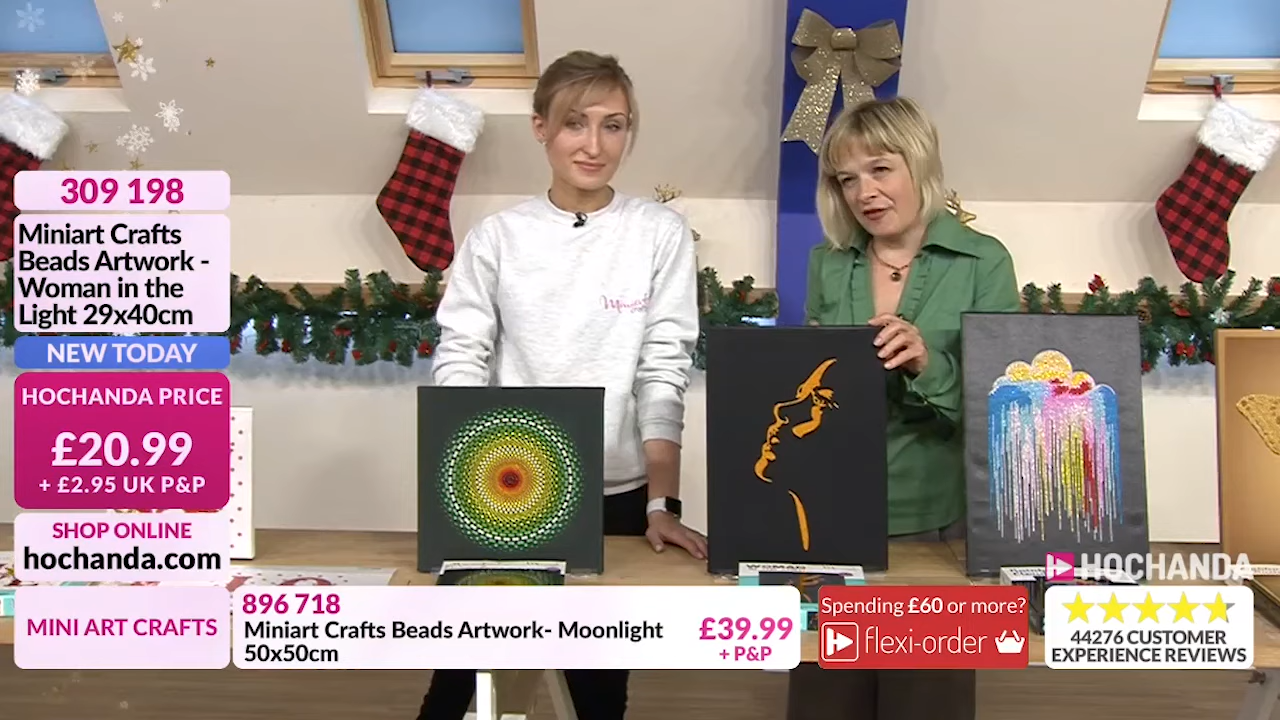 309 198
Miniart Crafts
Beads Artwork -
Woman in the
Light 29x40cm
NEW TODAY
HOCHANDA PRICE
£20.99
+ £2.95 UK P&P
SHOP ONLINE
hochanda.com
MINI ART CRAFTS
896 718
Miniart Crafts Beads Artwork- Moonlight
50x50cm
£39.99
+ P&P
Spending £60 or more?
flexi-order
HOCHANDA
44276 CUSTOMER
EXPERIENCE REVIEWS
WOMAN